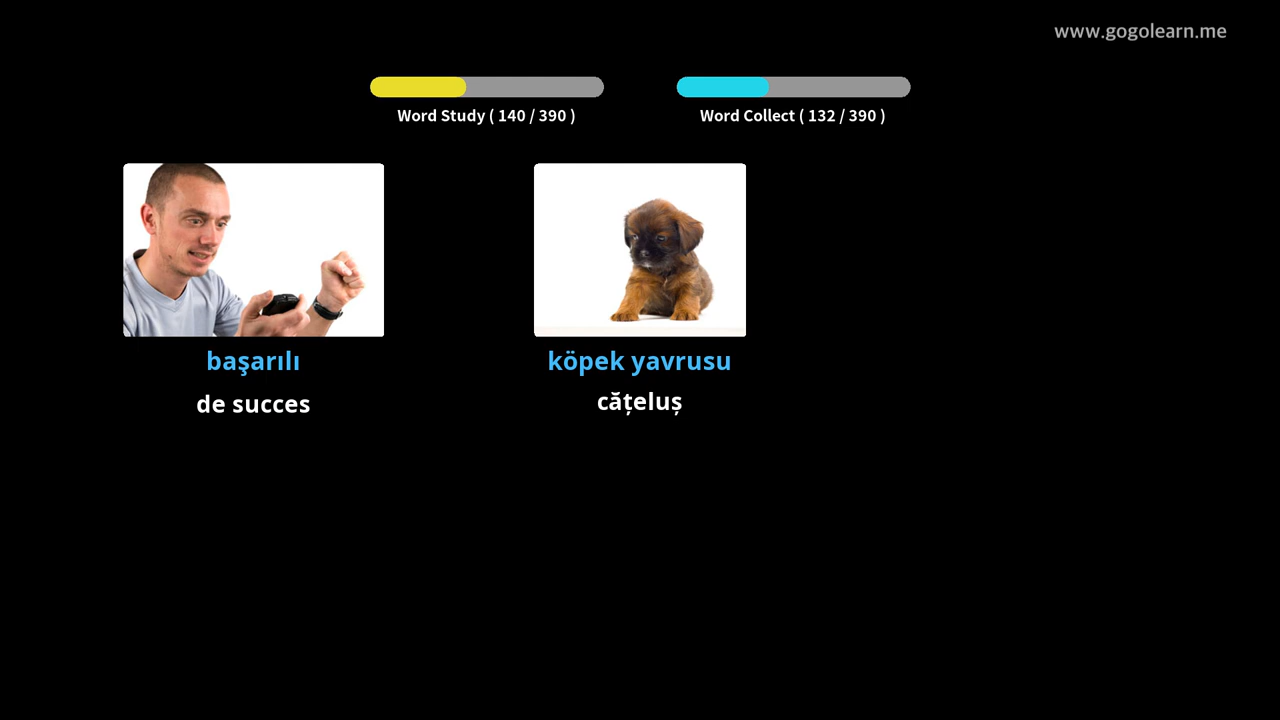 www.gogolearn.me
Word Study ( 140 / 390 )
Word Collect ( 132 / 390 )
başarılı
de succes
köpek yavrusu
cățeluș